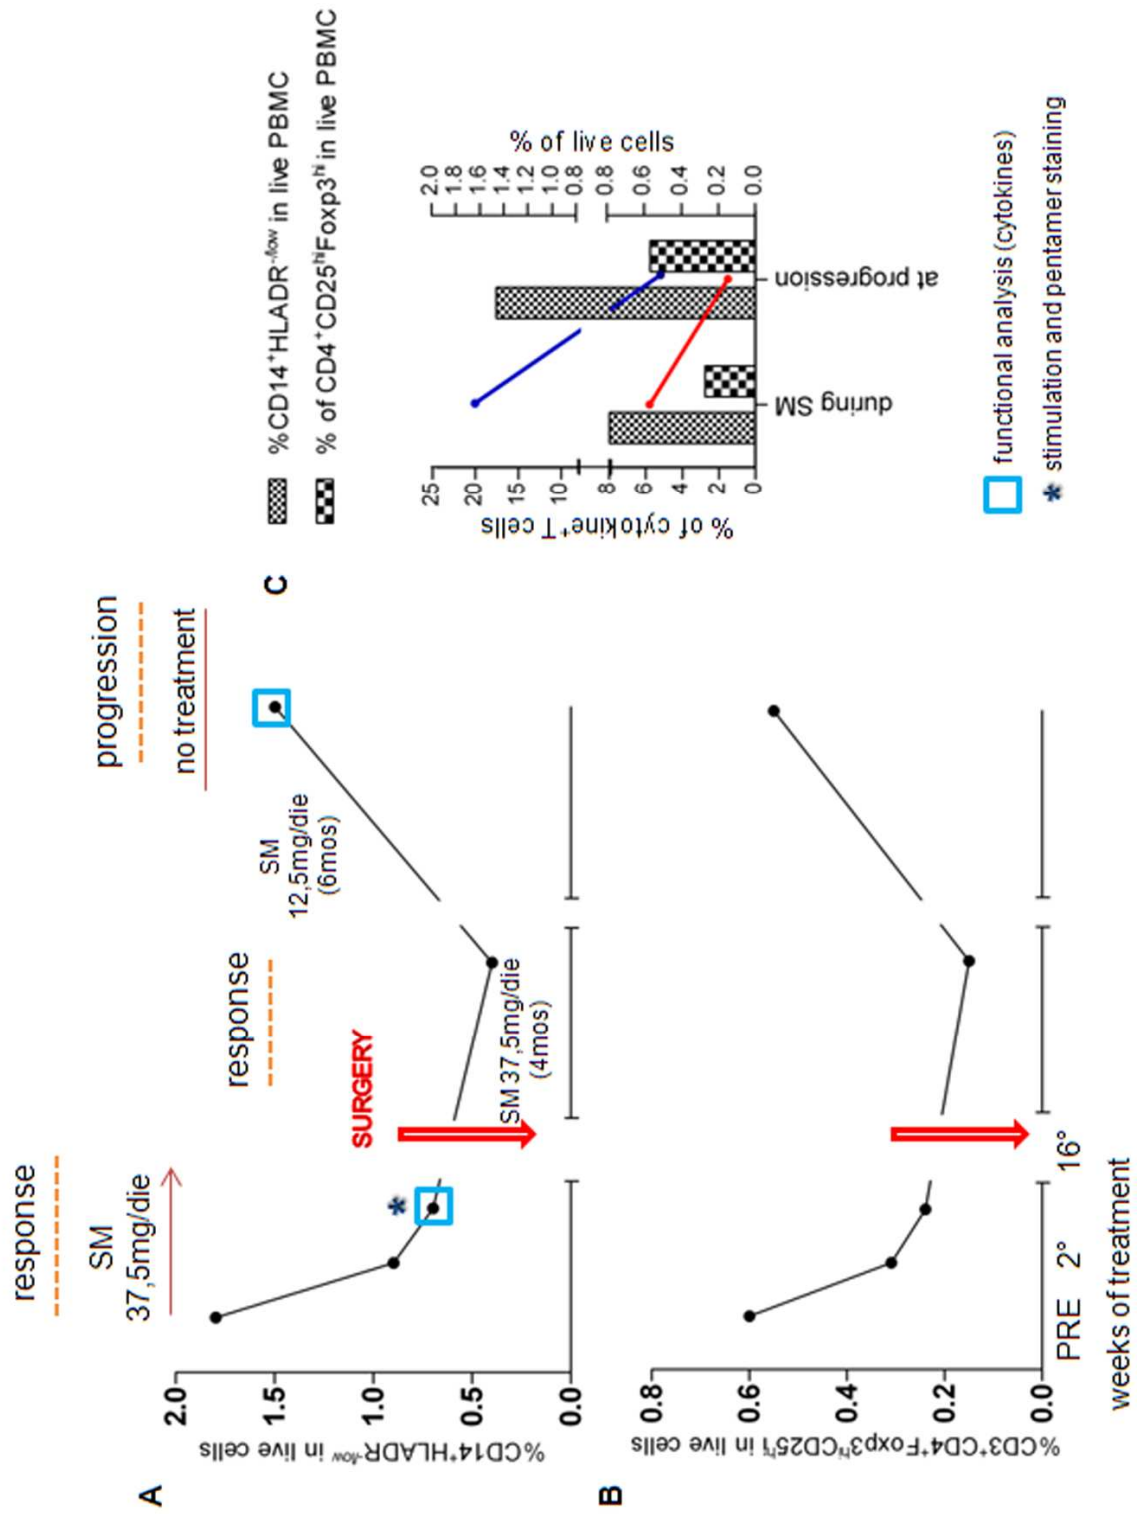 A
response
SM
37,5mg/die
SURGERY
response
SM 37,5mg/die
(4mos)
SM
12,5mg/die
(6mos)
progression
no treatment
*
%CD14⁺HLADR⁻/ˡᵒʷ in live cells
2.0
1.5
1.0
0.5
0.0
B
%CD3⁺CD4⁺Foxp3ʰⁱCD25ʰⁱ in live cells
0.8
0.6
0.4
0.2
0.0
PRE 2° 16°
weeks of treatment
C
%CD14⁺HLADR⁻/ˡᵒʷ in live PBMC
% of CD4⁺CD25ʰⁱFoxp3ʰⁱ in live PBMC
% of cytokine⁺T cells
25
20
15
10
8
6
4
2
0
% of live cells
2.0
1.8
1.6
1.4
1.2
1.0
0.8
0.8
0.6
0.4
0.2
0.0
during SM
at progression
functional analysis (cytokines)
* stimulation and pentamer staining